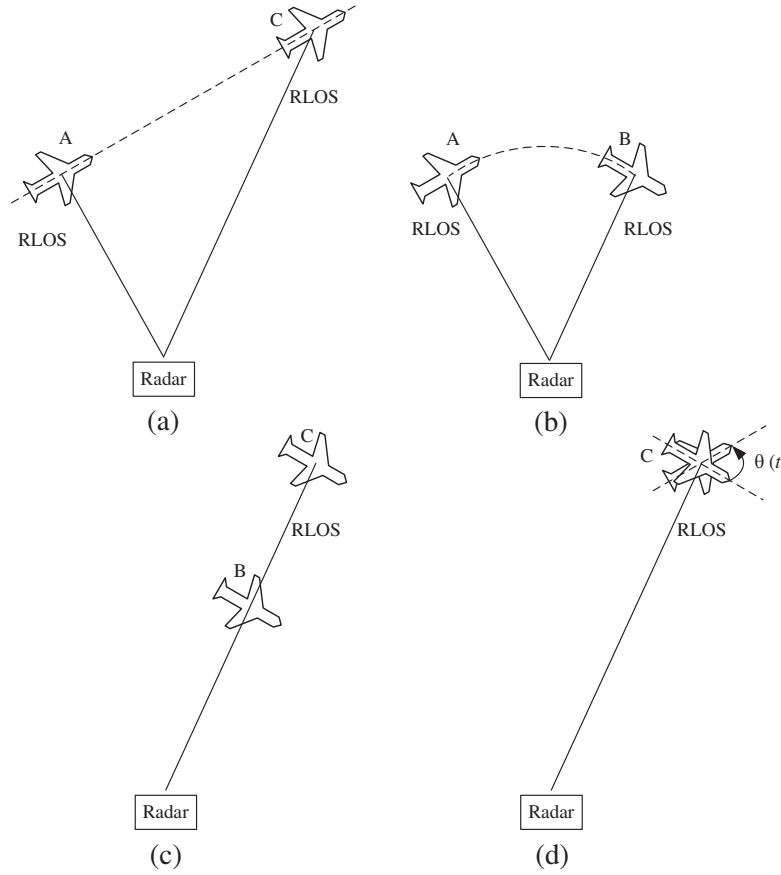 C
RLOS
A
RLOS
Radar
(a)
A
B
RLOS
RLOS
Radar
(b)
C
RLOS
B
Radar
(c)
C
θ (t
RLOS
Radar
(d)